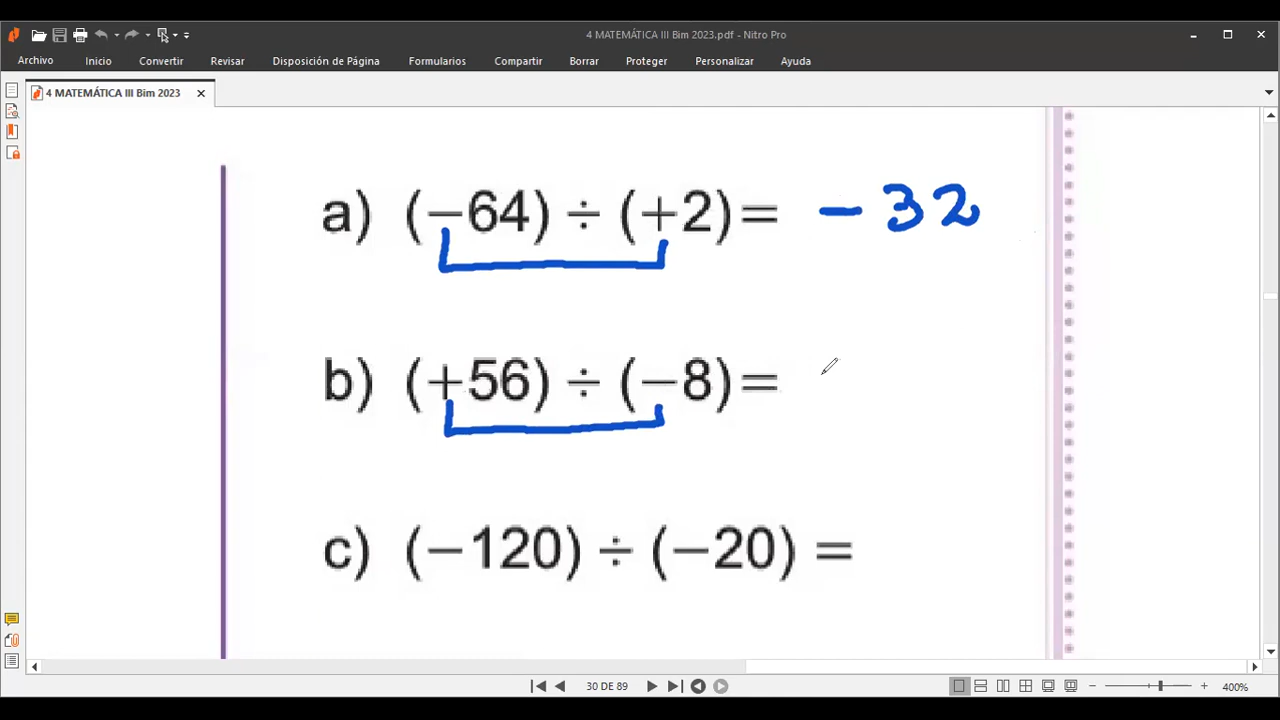 4 MATEMÁTICA III Bim 2023.pdf - Nitro Pro
Archivo Inicio Convertir Revisar Disposición de Página Formularios Compartir Borrar Proteger Personalizar Ayuda
4 MATEMÁTICA III Bim 2023
a) (−64) ÷ (+2)= − 32
b) (+56) ÷ (−8)=
c) (−120) ÷ (−20) =
30 DE 89
400%